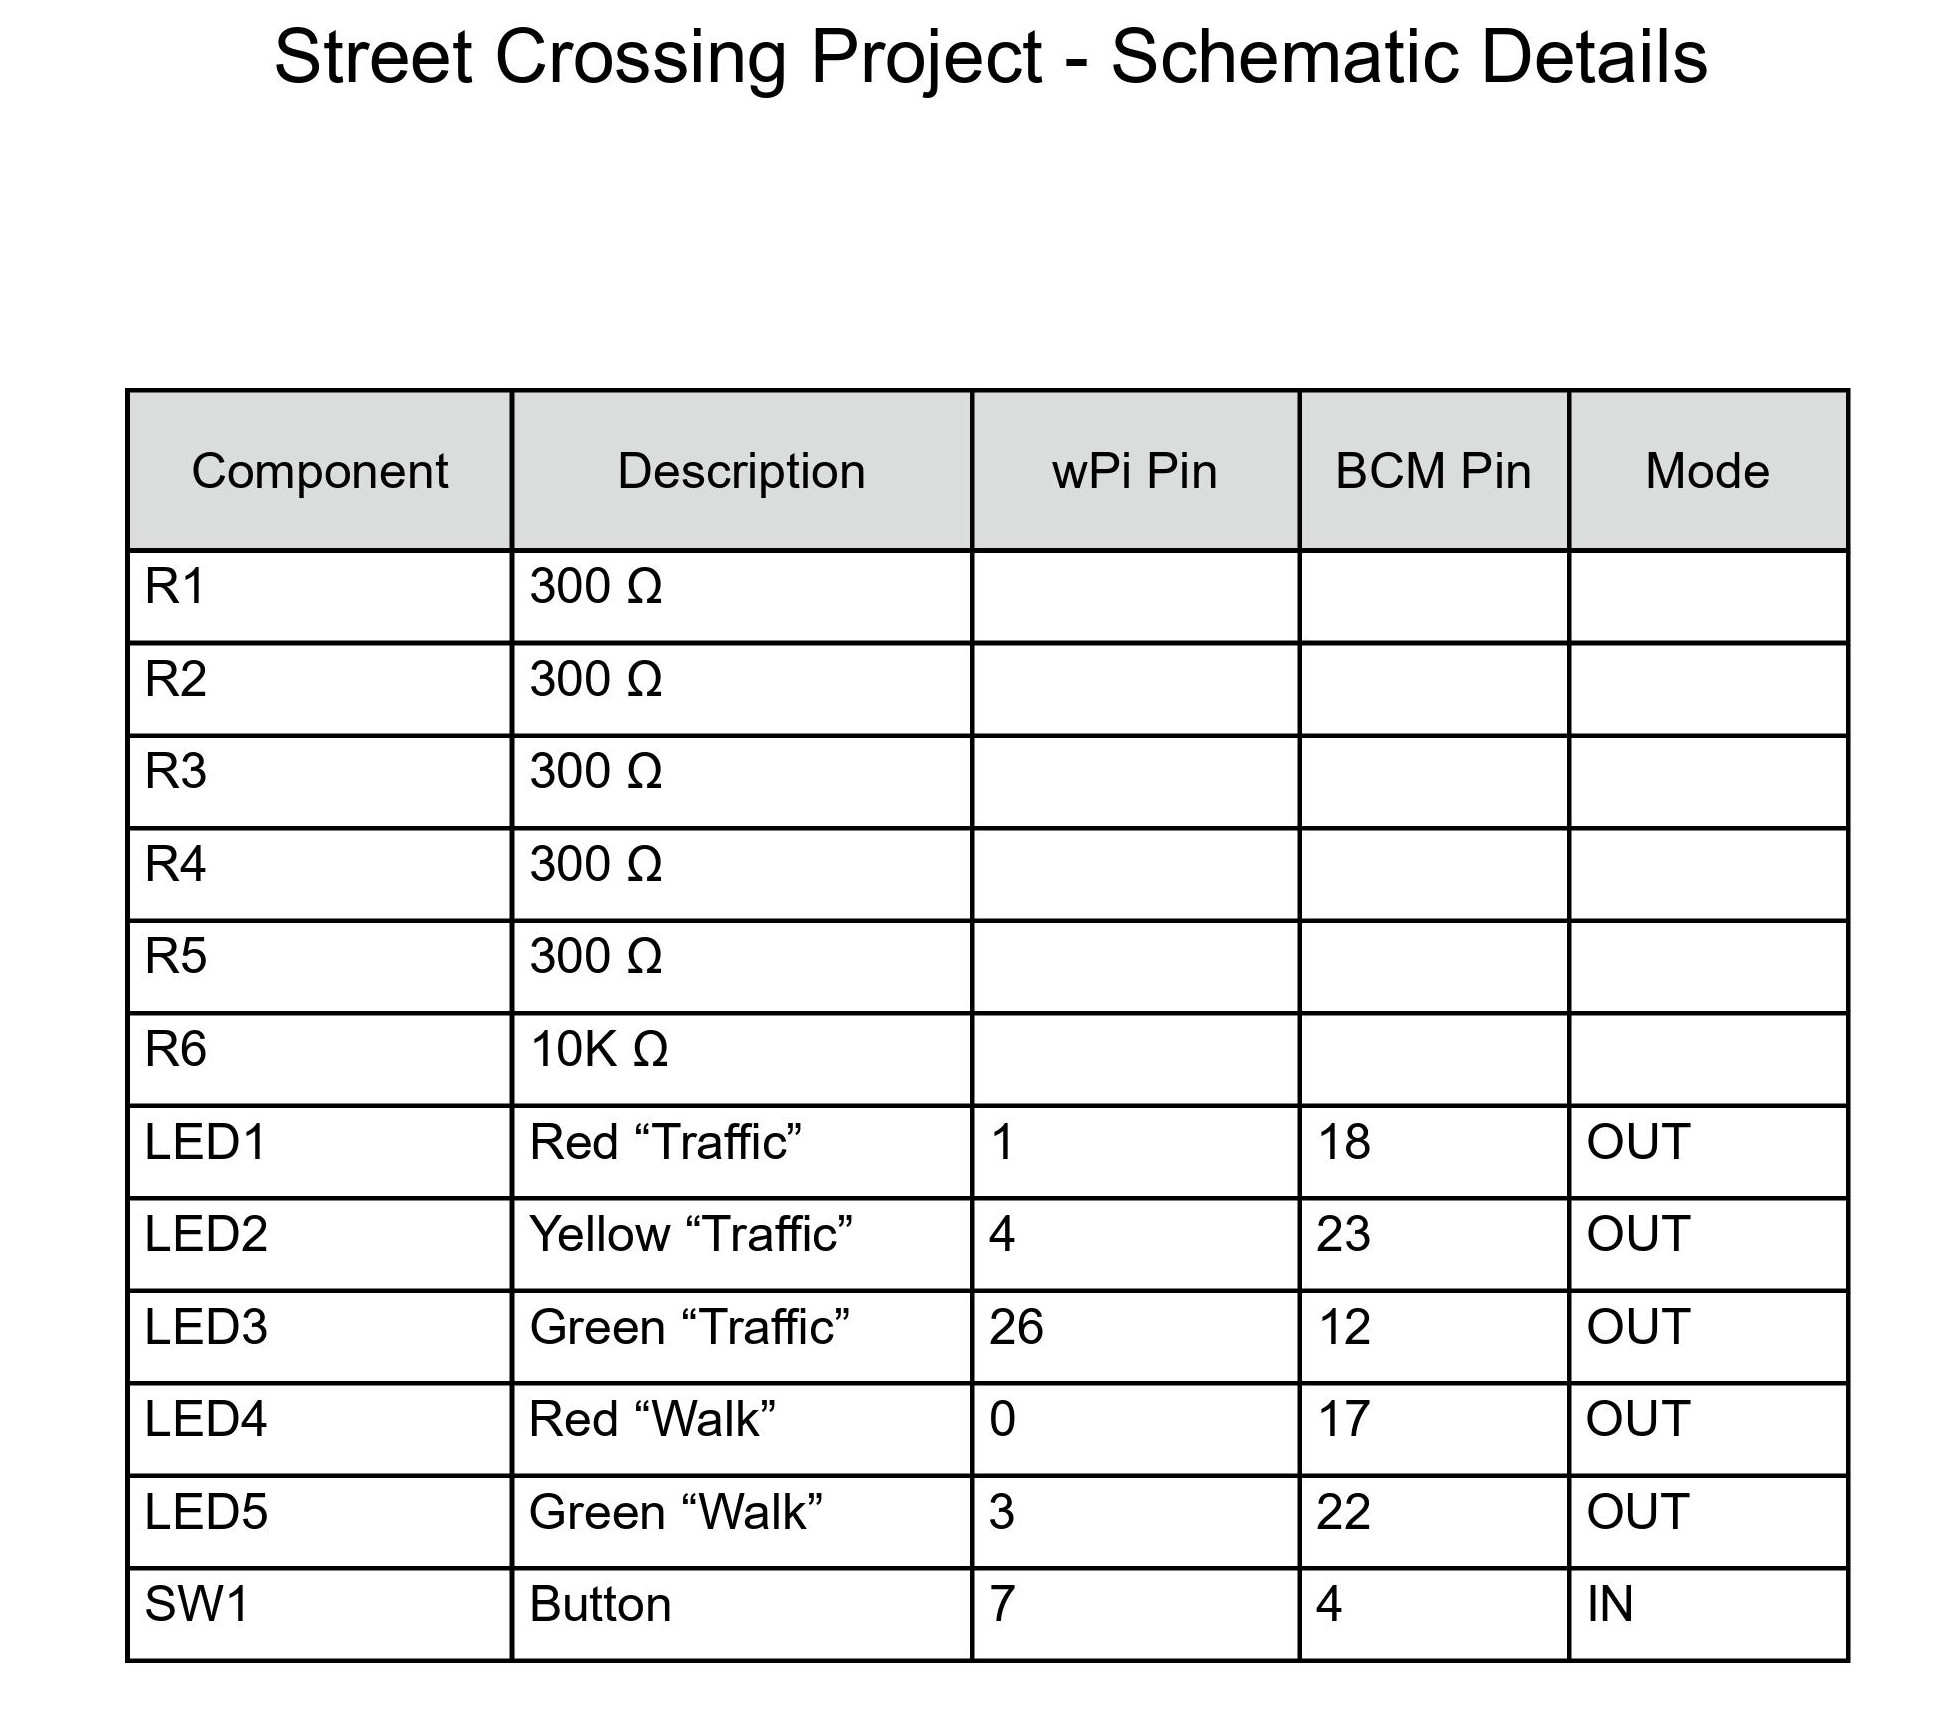 Street Crossing Project - Schematic Details
Component Description wPi Pin BCM Pin Mode
R1 300 Ω
R2 300 Ω
R3 300 Ω
R4 300 Ω
R5 300 Ω
R6 10K Ω
LED1 Red “Traffic” 1 18 OUT
LED2 Yellow “Traffic” 4 23 OUT
LED3 Green “Traffic” 26 12 OUT
LED4 Red “Walk” 0 17 OUT
LED5 Green “Walk” 3 22 OUT
SW1 Button 7 4 IN